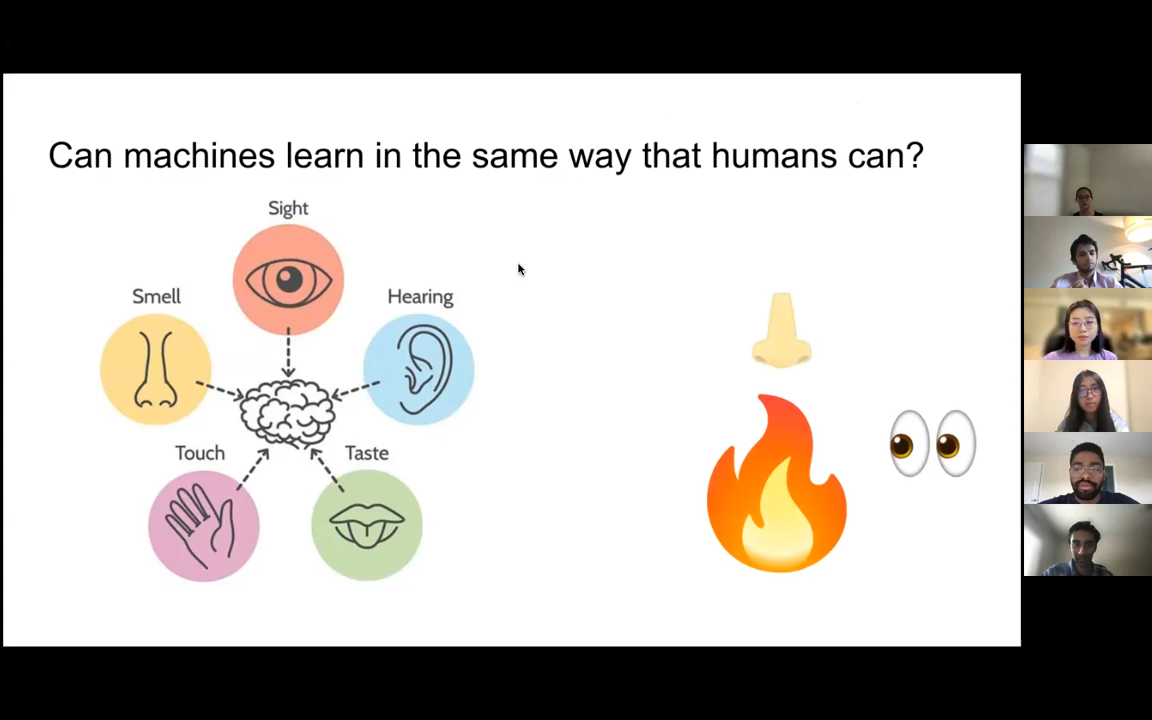 Can machines learn in the same way that humans can?
Sight
Smell
Hearing
Touch
Taste